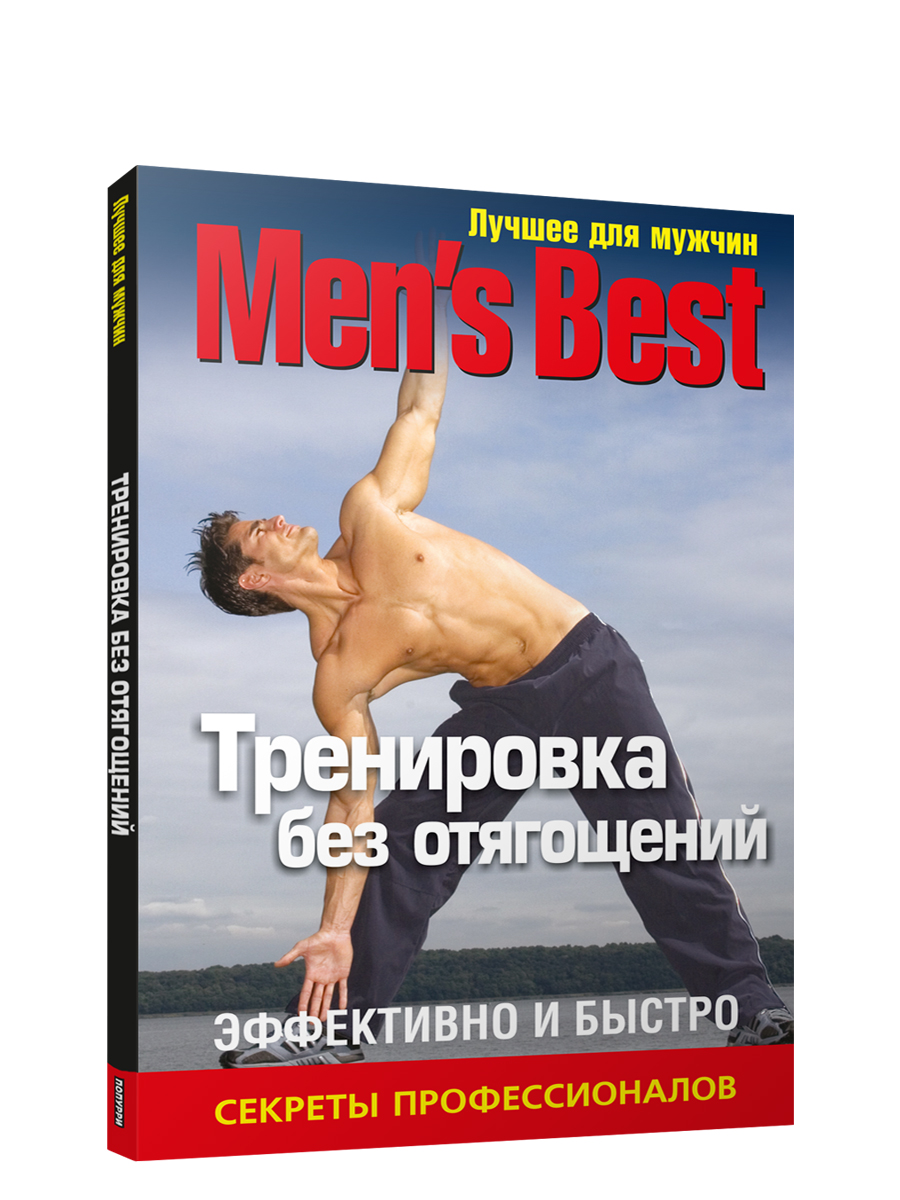 Лучшее для мужчин
Men's Best
Тренировка
без отягощений
ЭФФЕКТИВНО И БЫСТРО
СЕКРЕТЫ ПРОФЕССИОНАЛОВ
Лучшее для мужчин
ТРЕНИРОВКА БЕЗ ОТЯГОЩЕНИЙ
ПОПУРРИ